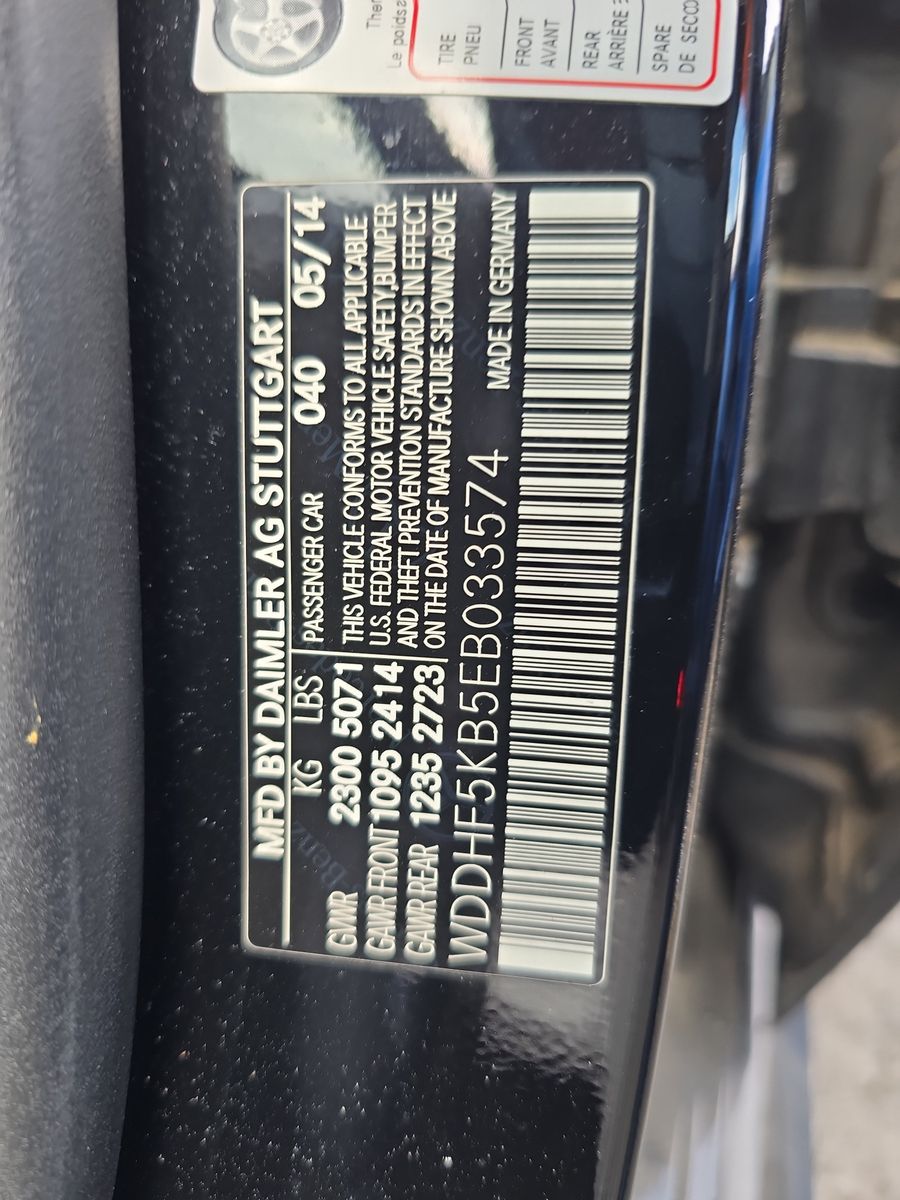 MFD BY DAIMLER AG STUTTGART
KG LBS PASSENGER CAR 040 05/14
GWR 2300 5071 THIS VEHICLE CONFORMS TO ALL APPLICABLE
GAWR FRONT 1095 2414 U.S. FEDERAL MOTOR VEHICLE SAFETY,BUMPER
GAWR REAR 1235 2723 AND THEFT PREVENTION STANDARDS IN EFFECT
ON THE DATE OF MANUFACTURE SHOWN ABOVE
WDDHF5KB5EB033574 MADE IN GERMANY
Le poids
TIRE
PNEU
FRONT
AVANT
REAR
ARRIÈRE
SPARE
DE SECO